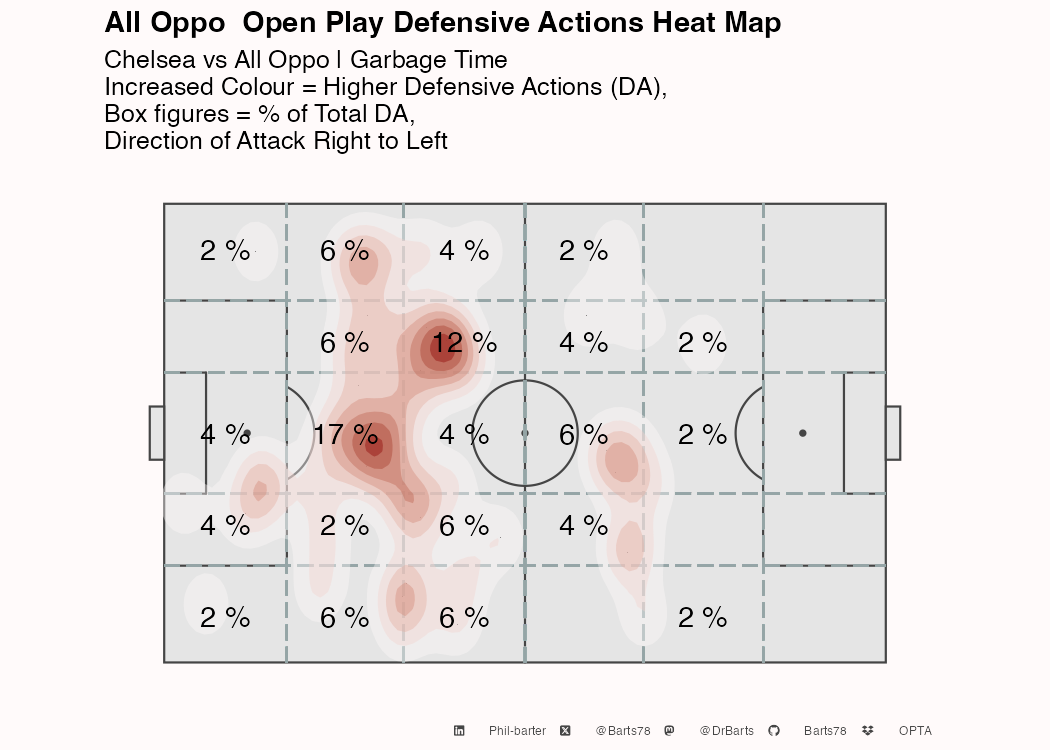 All Oppo  Open Play Defensive Actions Heat Map
Chelsea vs All Oppo | Garbage Time
Increased Colour = Higher Defensive Actions (DA),
Box figures = % of Total DA,
Direction of Attack Right to Left
2 % 6 % 4 % 2 %
6 % 12 % 4 % 2 %
4 % 17 % 4 % 6 % 2 %
4 % 2 % 6 % 4 %
2 % 6 % 6 % 2 %
Phil-barter @Barts78 @DrBarts Barts78 OPTA